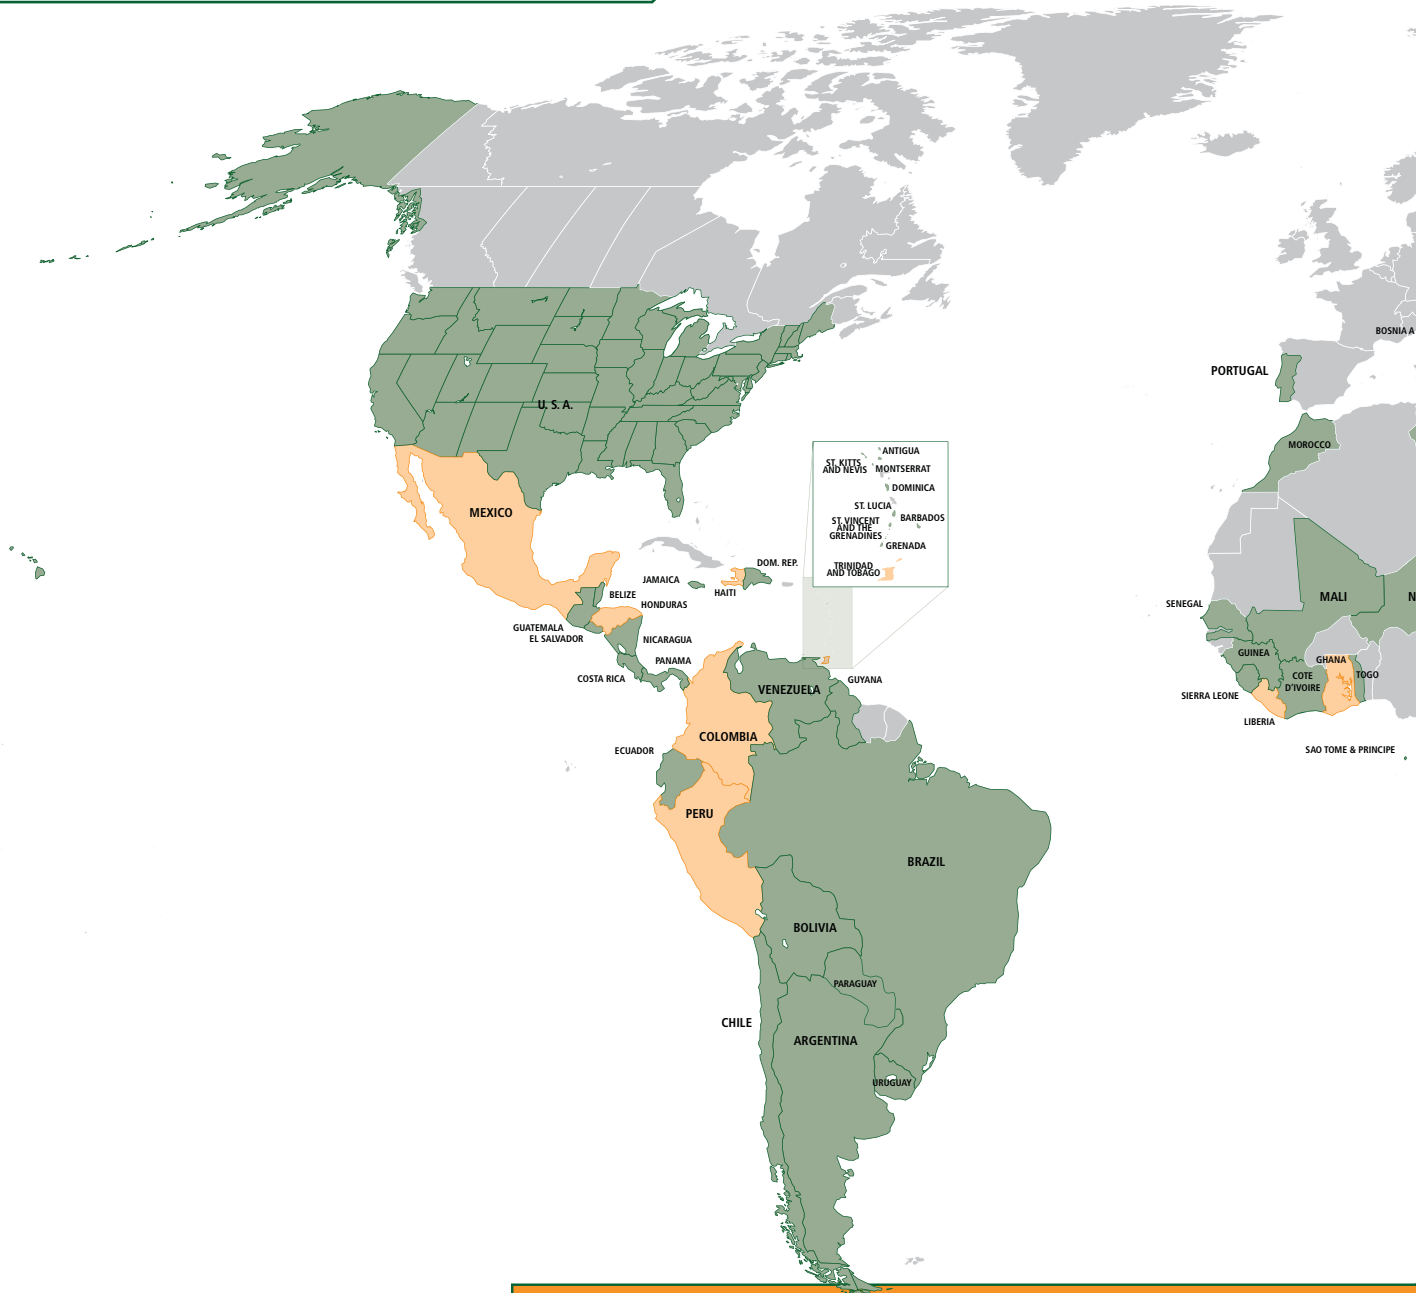 BOSNIA A
PORTUGAL
U. S. A.
MOROCCO
ANTIGUA
ST. KITTS
AND NEVIS
MONTSERRAT
DOMINICA
ST. LUCIA
BARBADOS
ST. VINCENT
AND THE
GRENADINES
GRENADA
TRINIDAD
AND TOBAGO
MEXICO
DOM. REP.
JAMAICA
HAITI
BELIZE
HONDURAS
GUATEMALA
EL SALVADOR
NICARAGUA
PANAMA
COSTA RICA
MALI
N
SENEGAL
GUINEA
GHANA
TOGO
COTE
D'IVOIRE
SIERRA LEONE
LIBERIA
SAO TOME & PRINCIPE
VENEZUELA
GUYANA
COLOMBIA
ECUADOR
PERU
BRAZIL
BOLIVIA
PARAGUAY
CHILE
ARGENTINA
URUGUAY